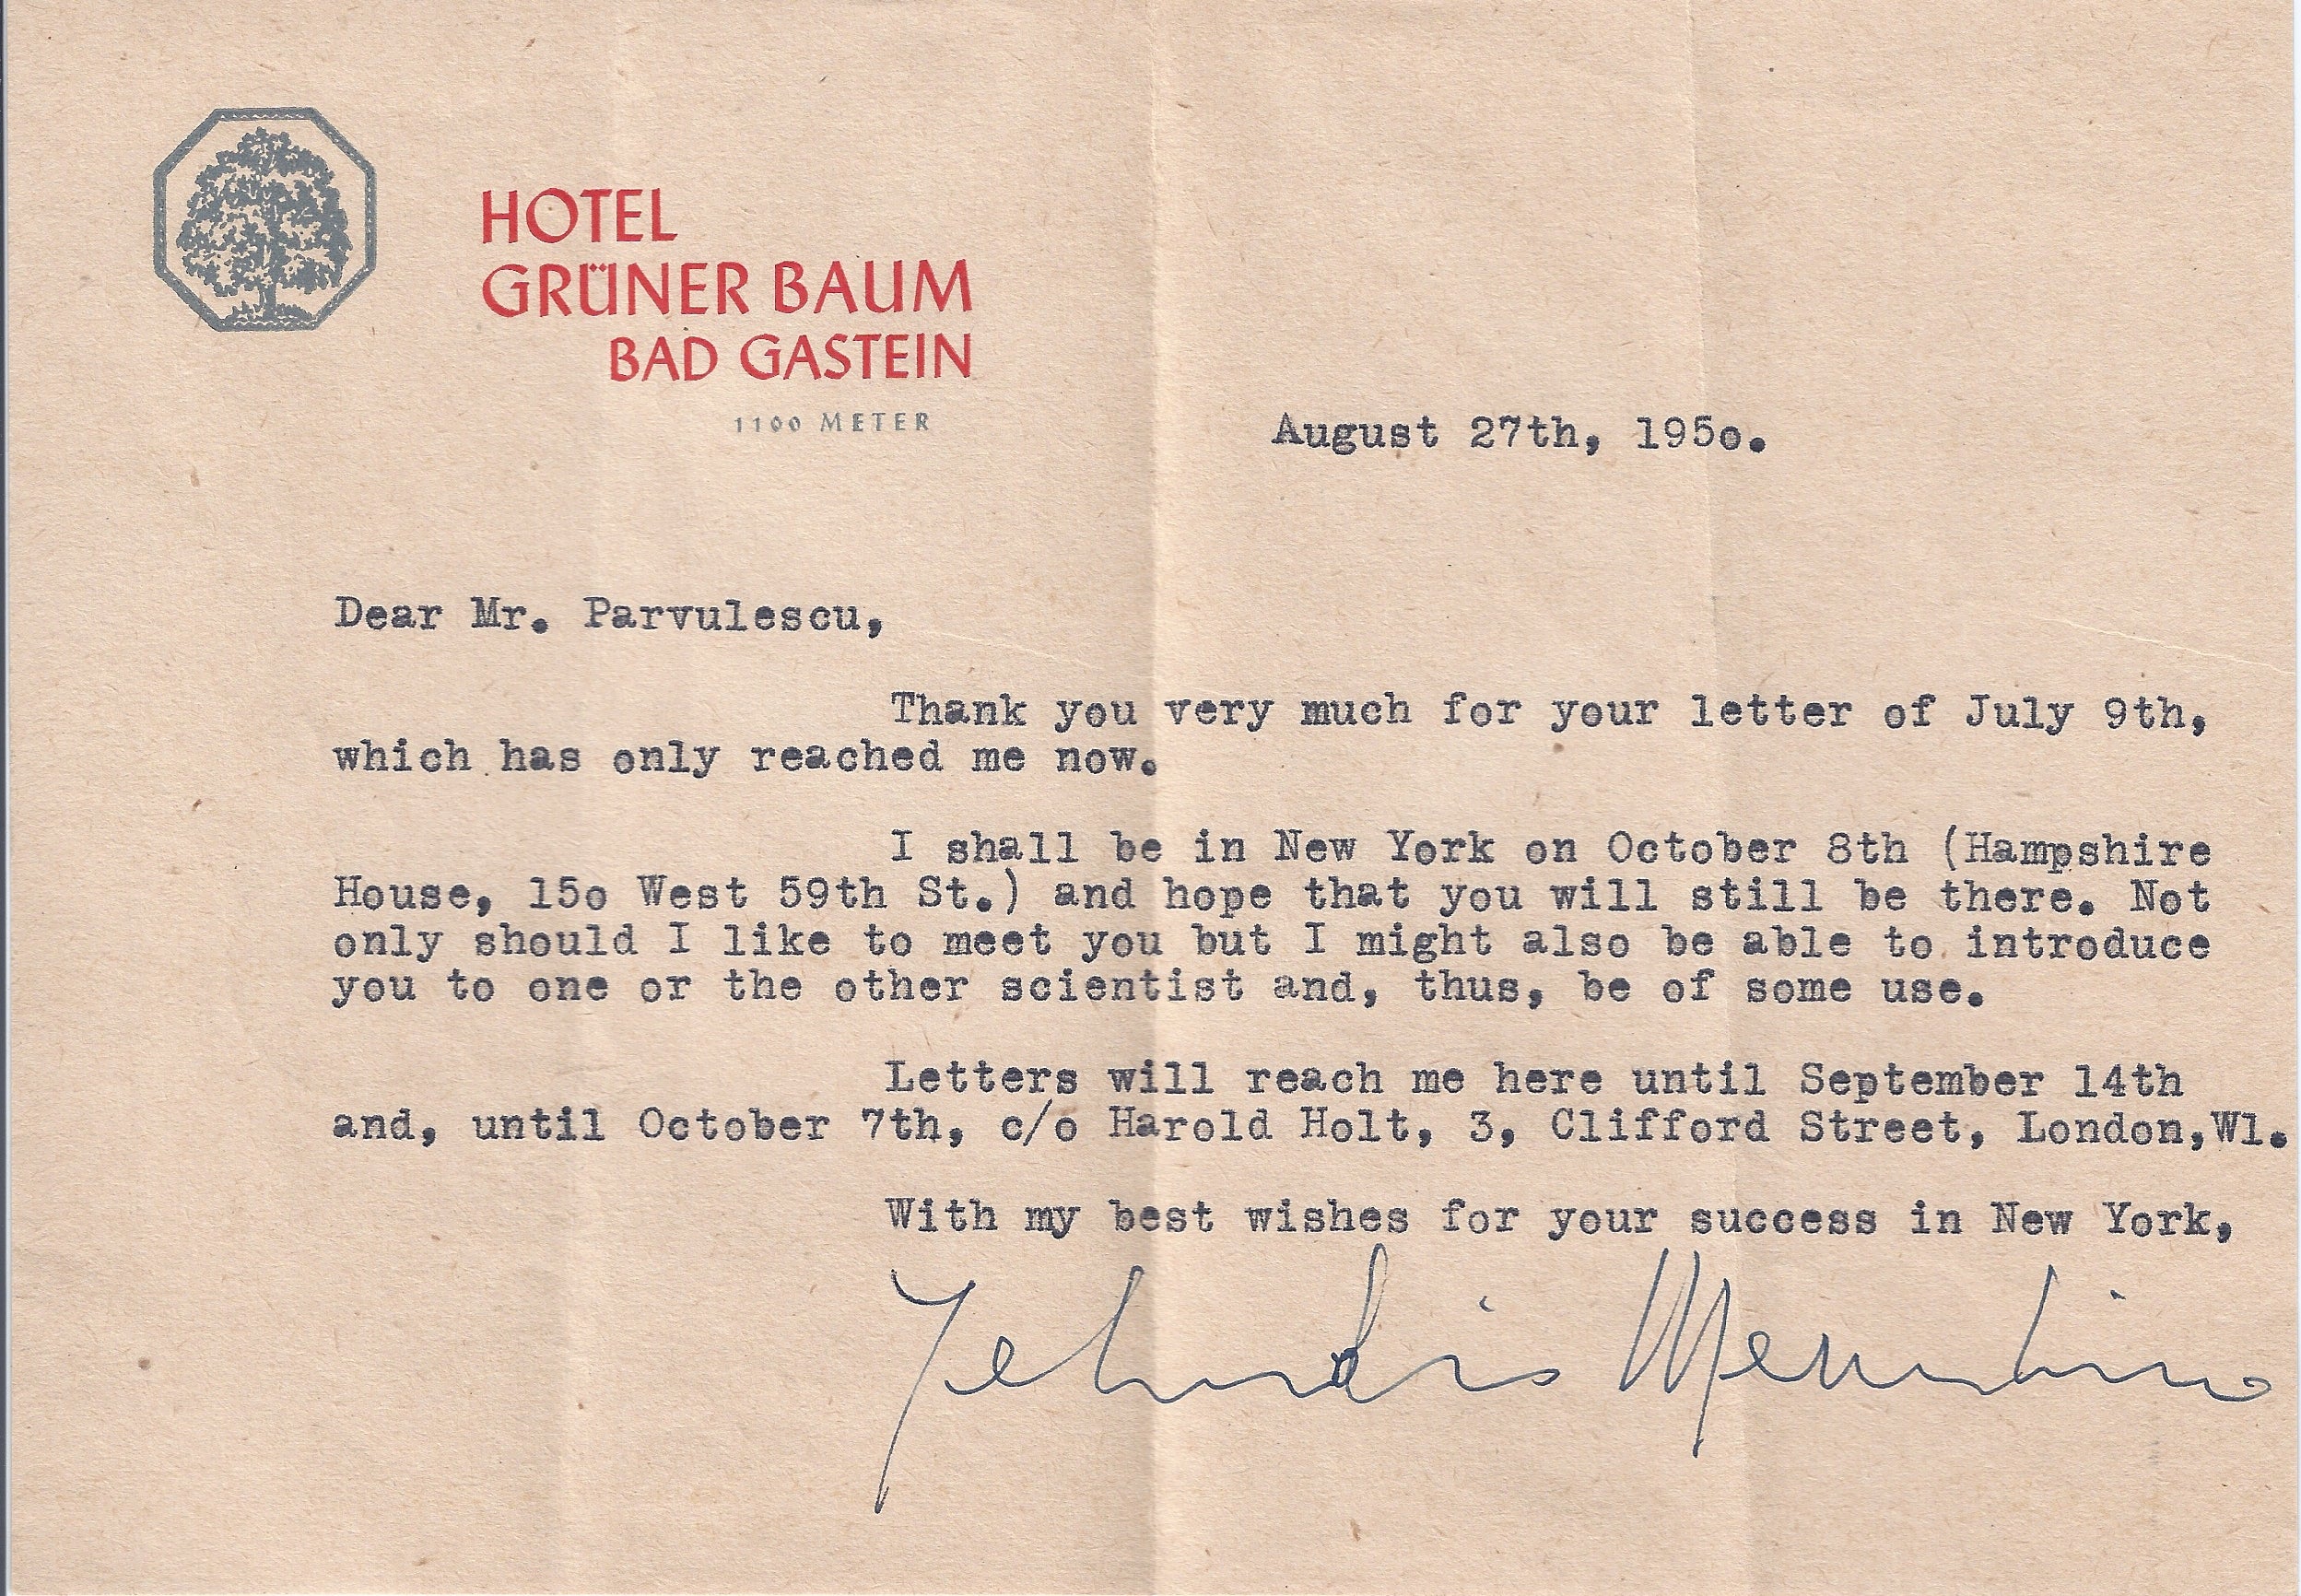 HOTEL
GRÜNER BAUM
BAD GASTEIN
1100 METER
August 27th, 195o.
Dear Mr. Parvulescu,
Thank you very much for your letter of July 9th,
which has only reached me now.
I shall be in New York on October 8th (Hampshire
House, 15o West 59th St.) and hope that you will still be there. Not
only should I like to meet you but I might also be able to introduce
you to one or the other scientist and, thus, be of some use.
Letters will reach me here until September 14th
and, until October 7th, c/o Harold Holt, 3, Clifford Street, London,Wl.
With my best wishes for your success in New York,
Yehudi Menuhin